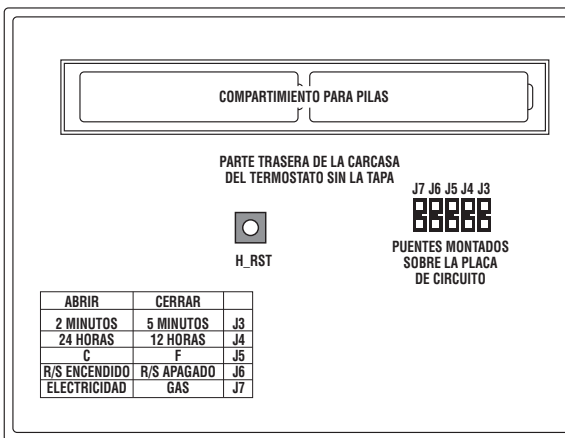 COMPARTIMIENTO PARA PILAS
PARTE TRASERA DE LA CARCASA
DEL TERMOSTATO SIN LA TAPA
J7 J6 J5 J4 J3
H_RST
PUENTES MONTADOS
SOBRE LA PLACA
DE CIRCUITO
ABRIR CERRAR
2 MINUTOS 5 MINUTOS J3
24 HORAS 12 HORAS J4
C F J5
R/S ENCENDIDO R/S APAGADO J6
ELECTRICIDAD GAS J7